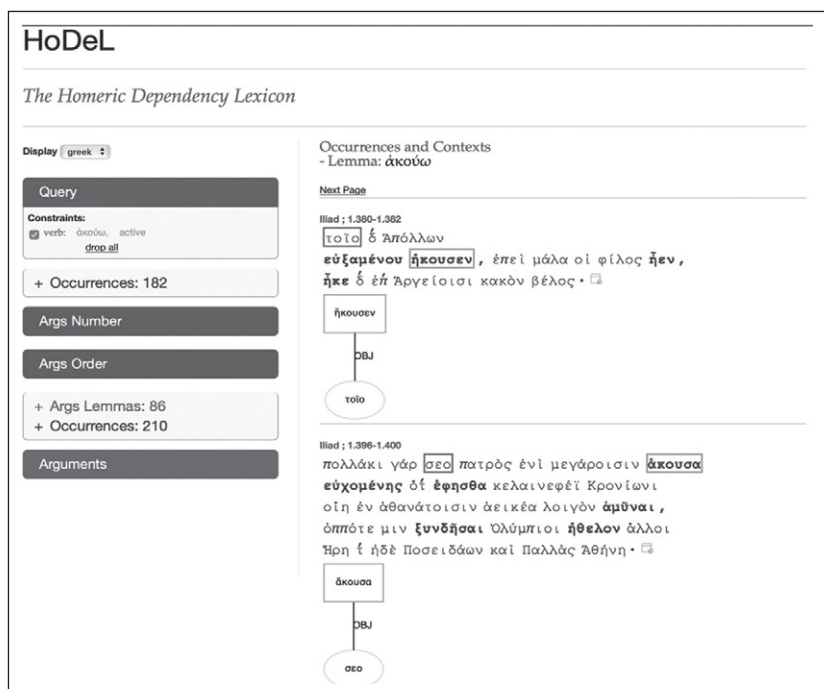 HoDeL
The Homeric Dependency Lexicon
Display greek
Query
Constraints:
verb: ἀκούω, active
drop all
+ Occurrences: 182
Args Number
Args Order
+ Args Lemmas: 86
+ Occurrences: 210
Arguments
Occurrences and Contexts
- Lemma: ἀκούω
Next Page
Iliad ; 1.380-1.382
τοῖο δ̓́ Ἀπόλλων
εὐξαμένου ἤκουσεν , ἐπεὶ μάλα οἱ φίλος ἦεν ,
ἧκε δ̓́ ἐπ̓́ Ἀργείοισι κακὸν βέλος ·
ἤκουσεν
OBJ
τοῖο
Iliad ; 1.396-1.400
πολλάκι γάρ σεο πατρὸς ἐνὶ μεγάροισιν ἄκουσα
εὐχομένης ὅτ̓́ ἔφησθα κελαινεφέϊ Κρονίωνι
οἴη ἐν ἀθανάτοισιν ἀεικέα λοιγὸν ἀμῦναι ,
ὁππότε μιν ξυνδῆσαι Ὀλύμπιοι ἤθελον ἄλλοι
Ἥρη τ̓́ ἠδὲ Ποσειδάων καὶ Παλλὰς Ἀθήνη ·
ἄκουσα
OBJ
σεο